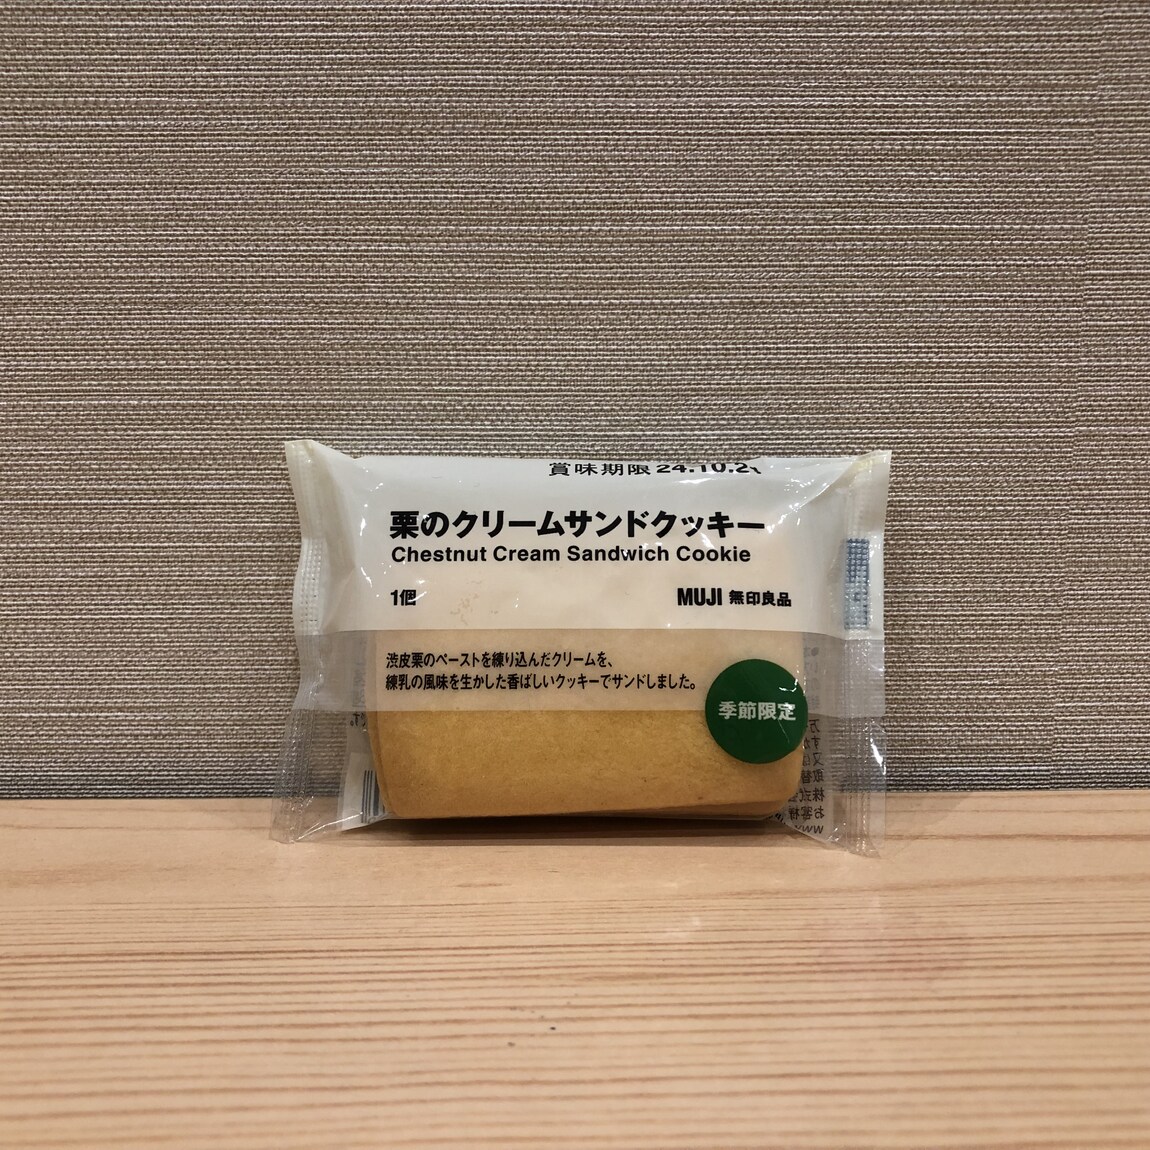 賞味期限 24.10.2
栗のクリームサンドクッキー
Chestnut Cream Sandwich Cookie
1個
MUJI 無印良品
渋皮栗のペーストを練り込んだクリームを、
練乳の風味を生かした香ばしいクッキーでサンドしました。
季節限定